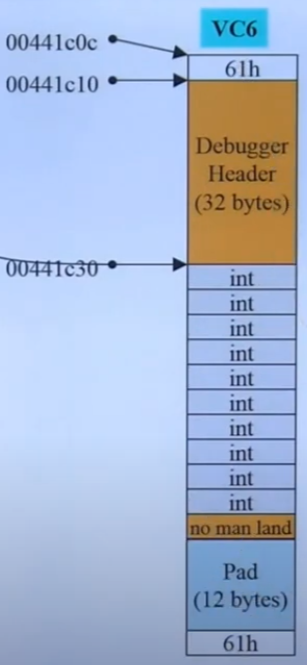 VC6
00441c0c
61h
00441c10
Debugger
Header
(32 bytes)
00441c30
int
int
int
int
int
int
int
int
int
int
no man land
Pad
(12 bytes)
61h